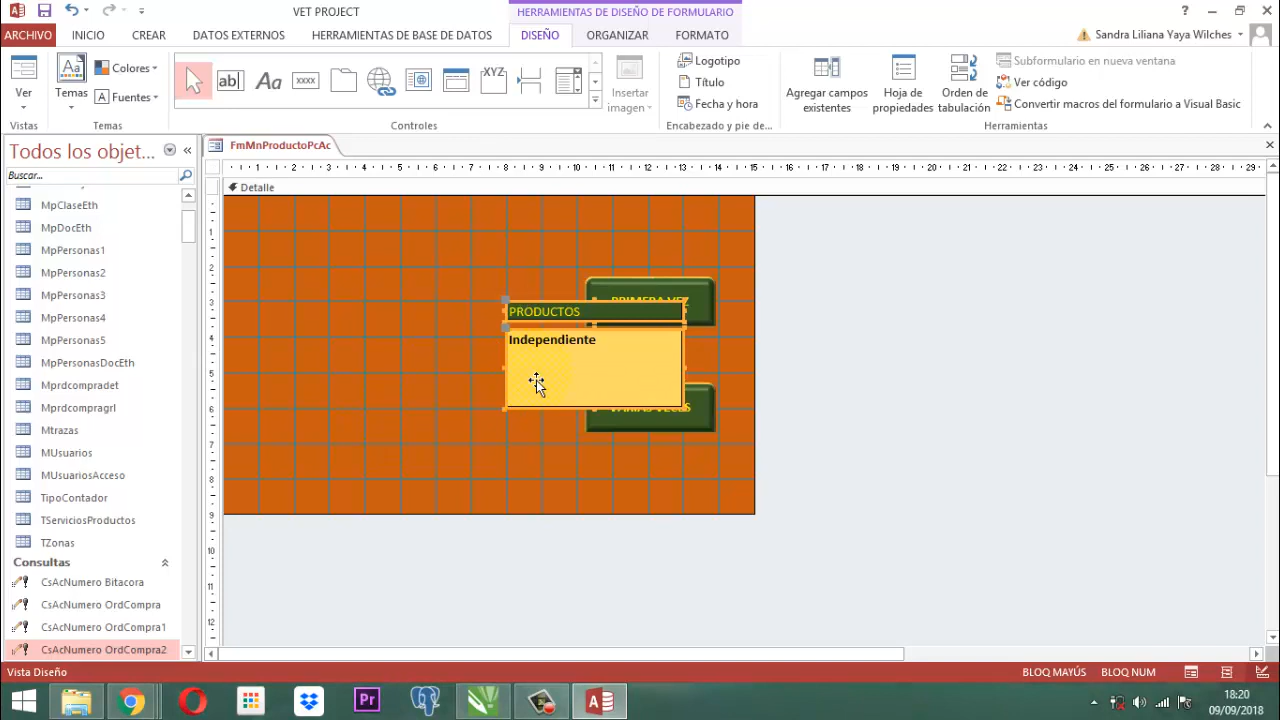 VET PROJECT
HERRAMIENTAS DE DISEÑO DE FORMULARIO
ARCHIVO
INICIO
CREAR
DATOS EXTERNOS
HERRAMIENTAS DE BASE DE DATOS
DISEÑO
ORGANIZAR
FORMATO
Sandra Liliana Yaya Wilches
Ver
Temas
Colores
Fuentes
Insertar
imagen
Logotipo
Título
Fecha y hora
Agregar campos
existentes
Hoja de
propiedades
Orden de
tabulación
Subformulario en nueva ventana
Ver código
Convertir macros del formulario a Visual Basic
Vistas
Temas
Controles
Encabezado y pie de...
Herramientas
Todos los objet...
FmMnProductoPcAc
Buscar...
Detalle
MpClaseEth
MpDocEth
MpPersonas1
MpPersonas2
MpPersonas3
MpPersonas4
MpPersonas5
MpPersonasDocEth
Mprdcompradet
Mprdcompragrl
Mtrazas
MUsuarios
MUsuariosAcceso
TipoContador
TServiciosProductos
TZonas
Consultas
CsAcNumero Bitacora
CsAcNumero OrdCompra
CsAcNumero OrdCompra1
CsAcNumero OrdCompra2
PRIMERA VEZ
PRODUCTOS
Independiente
VARIAS VECES
Vista Diseño
BLOQ MAYÚS
BLOQ NUM
18:20
09/09/2018